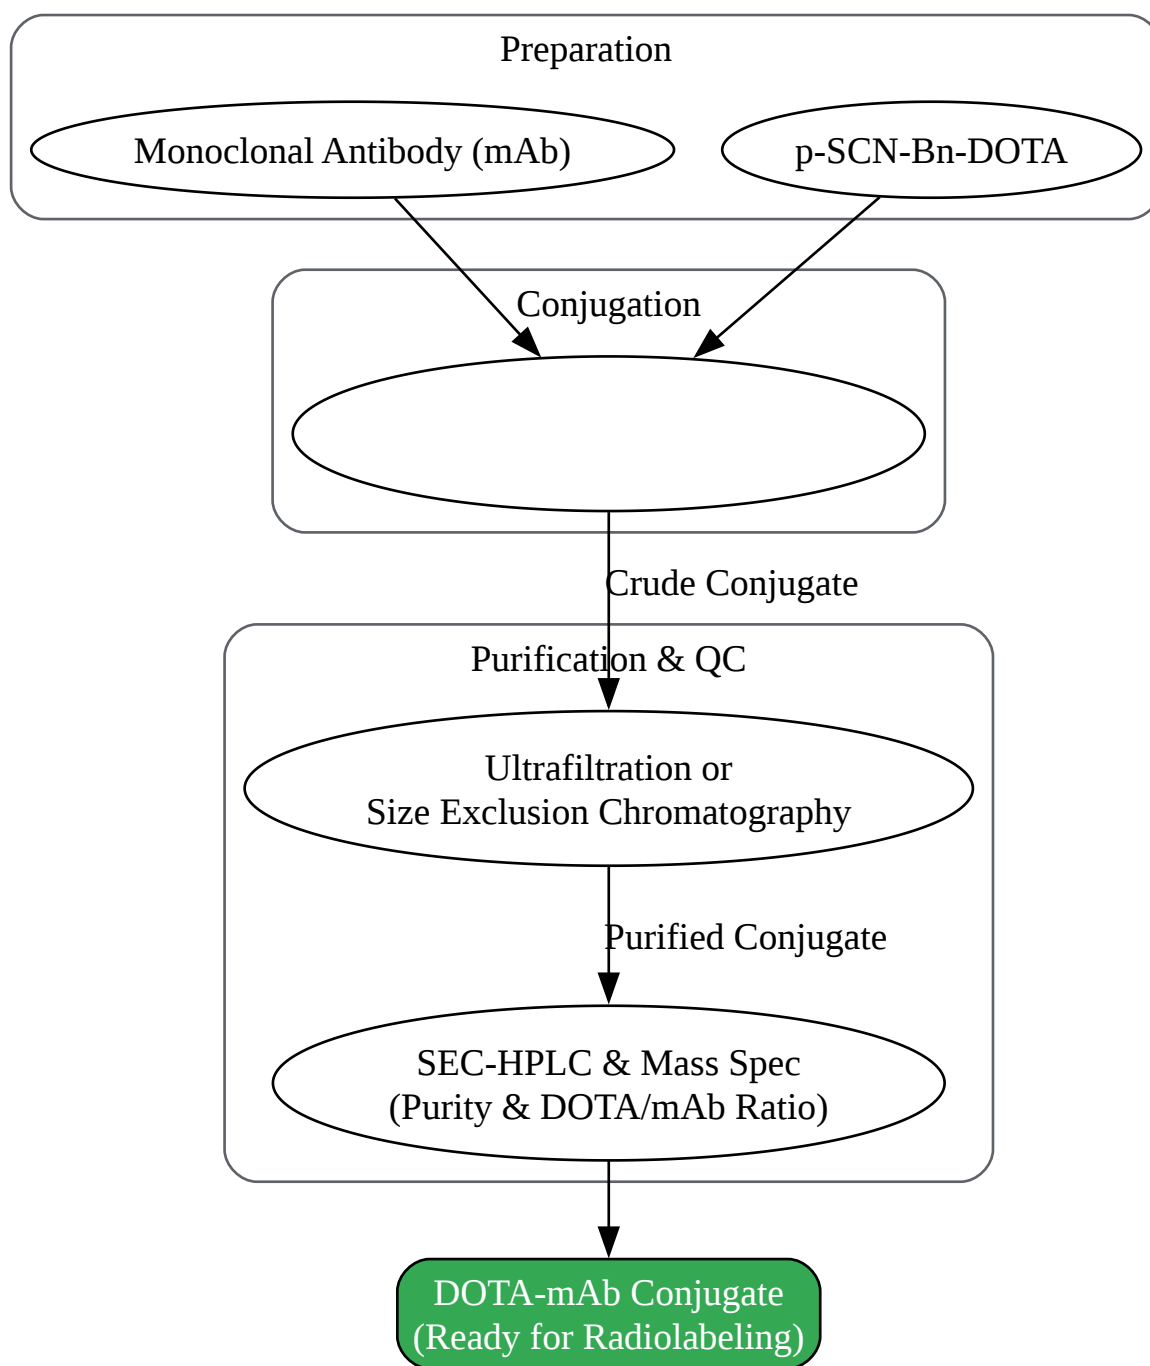 Preparation
Monoclonal Antibody (mAb)
p-SCN-Bn-DOTA
Conjugation
Crude Conjugate
Purification & QC
Ultrafiltration or
Size Exclusion Chromatography
Purified Conjugate
SEC-HPLC & Mass Spec
(Purity & DOTA/mAb Ratio)
DOTA-mAb Conjugate
(Ready for Radiolabeling)